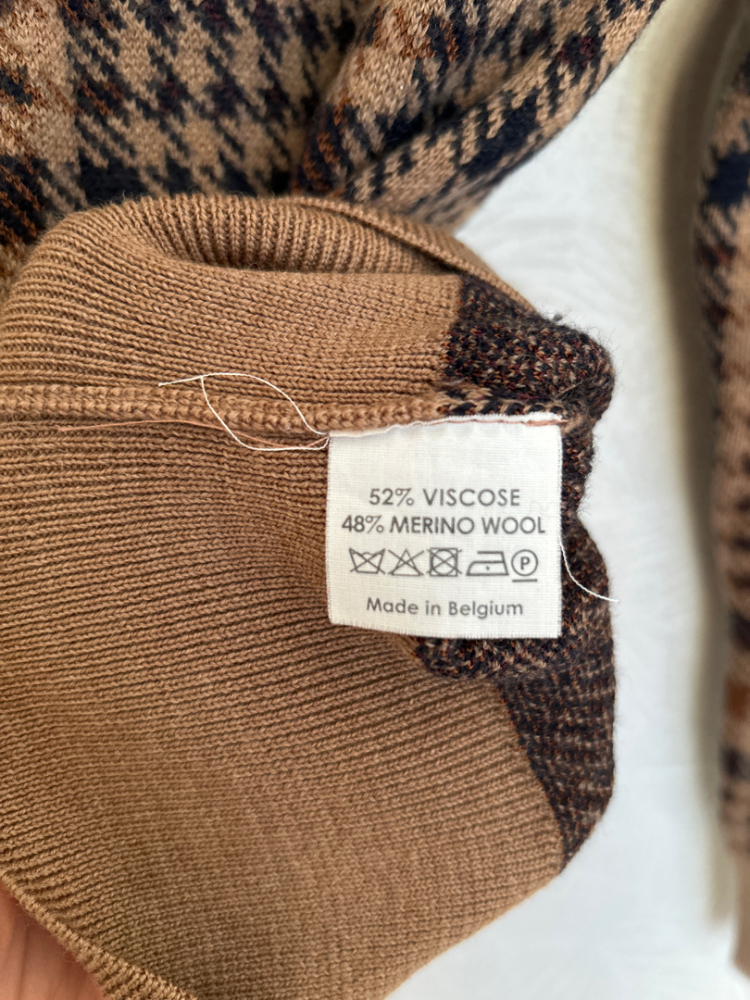 52% VISCOSE
48% MERINO WOOL
P
Made in Belgium